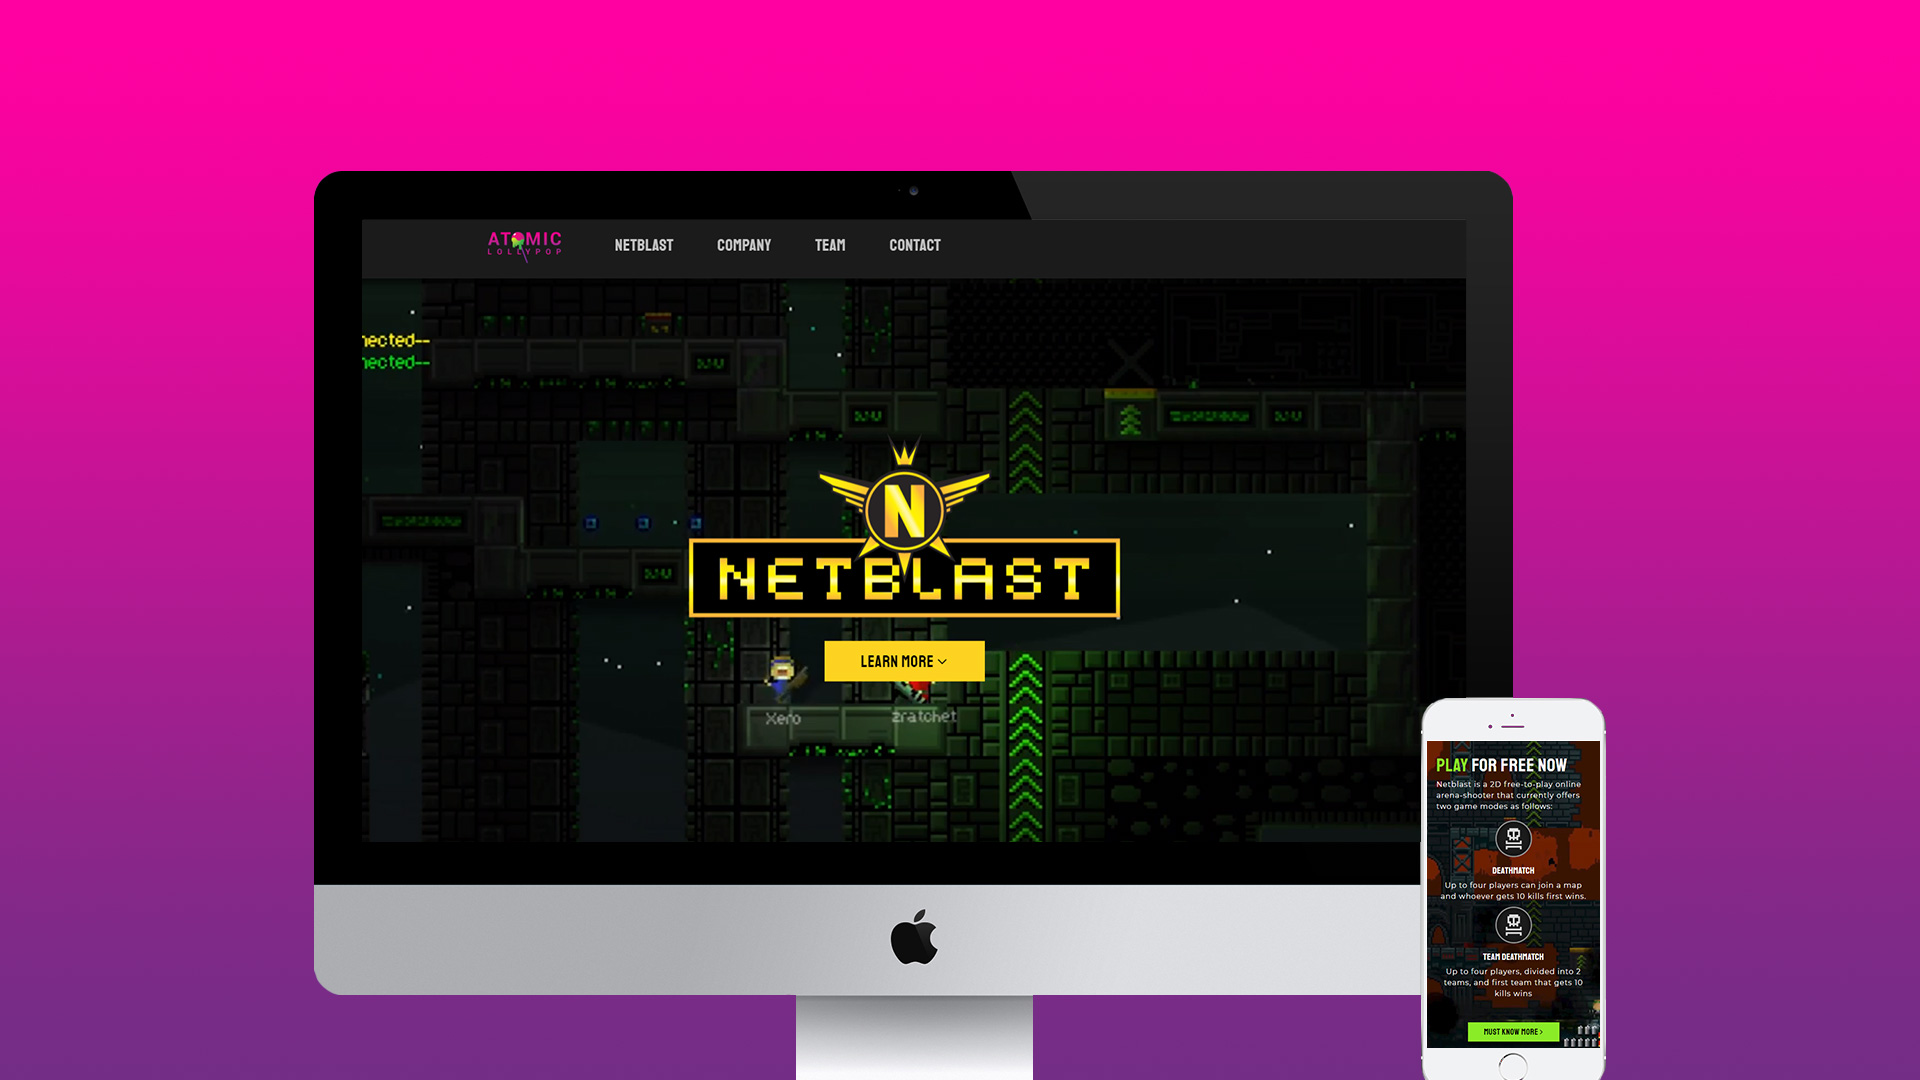 ATOMIC
LOLLYPOP
NETBLAST
COMPANY
TEAM
CONTACT
nected--
nected--
N
NETBLAST
LEARN MORE
Xero
zratchet
PLAY FOR FREE NOW
Netblast is a 2D free-to-play online
arena-shooter that currently offers
two game modes as follows:
DEATHMATCH
Up to four players can join a map
and whoever gets 10 kills first wins.
TEAM DEATHMATCH
Up to four players, divided into 2
teams, and first team that gets 10
kills wins
MUST KNOW MORE >